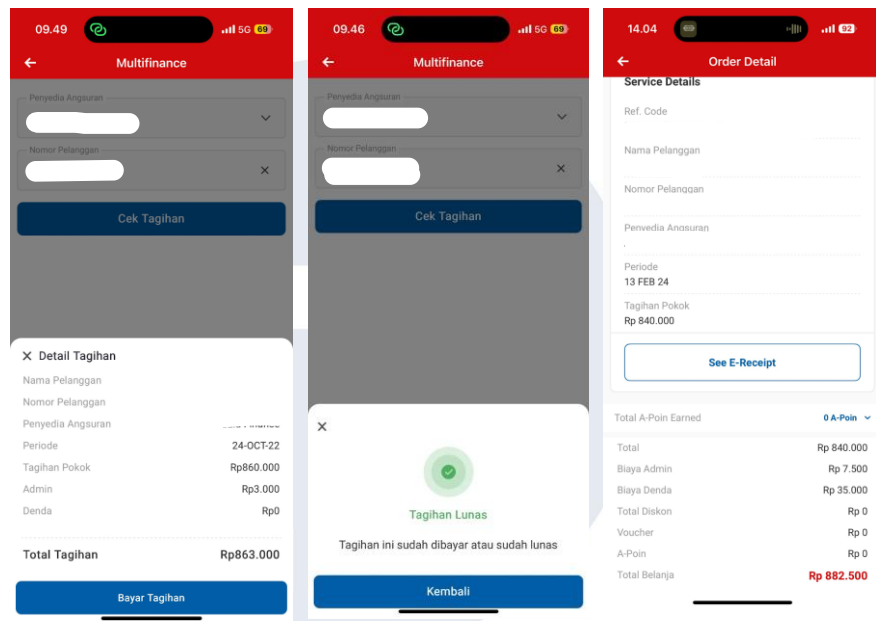 09.49
5G 69
Multifinance
Penyedia Angsuran
Nomor Pelanggan
Cek Tagihan
Detail Tagihan
Nama Pelanggan
Nomor Pelanggan
Penyedia Angsuran
Periode 24-OCT-22
Tagihan Pokok Rp860.000
Admin Rp3.000
Denda Rp0
Total Tagihan Rp863.000
Bayar Tagihan
09.46
5G 69
Multifinance
Penyedia Angsuran
Nomor Pelanggan
Cek Tagihan
Tagihan Lunas
Tagihan ini sudah dibayar atau sudah lunas
Kembali
14.04
92
Order Detail
Service Details
Ref. Code
Nama Pelanggan
Nomor Pelanggan
Penyedia Angsuran
Periode
13 FEB 24
Tagihan Pokok
Rp 840.000
See E-Receipt
Total A-Poin Earned 0 A-Poin
Total Rp 840.000
Biaya Admin Rp 7.500
Biaya Denda Rp 35.000
Total Diskon Rp 0
Voucher Rp 0
A-Poin Rp 0
Total Belanja Rp 882.500